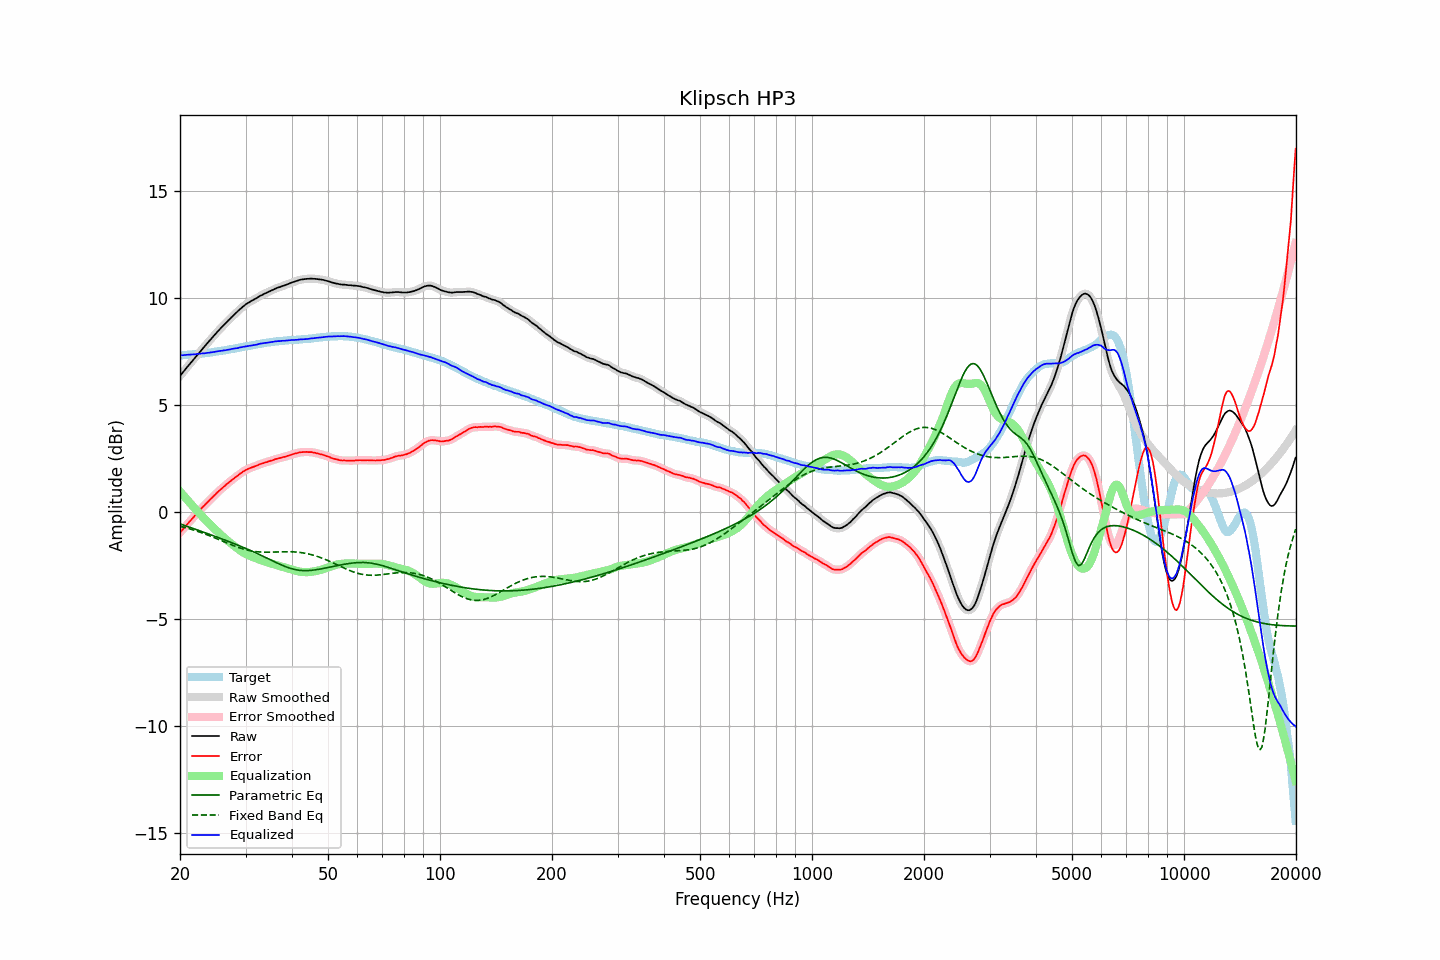 Klipsch HP3
Amplitude (dBr)
15
10
5
0
−5
−10
−15
Target
Raw Smoothed
Error Smoothed
Raw
Error
Equalization
Parametric Eq
Fixed Band Eq
Equalized
20 50 100 200 500 1000 2000 5000 10000 20000
Frequency (Hz)